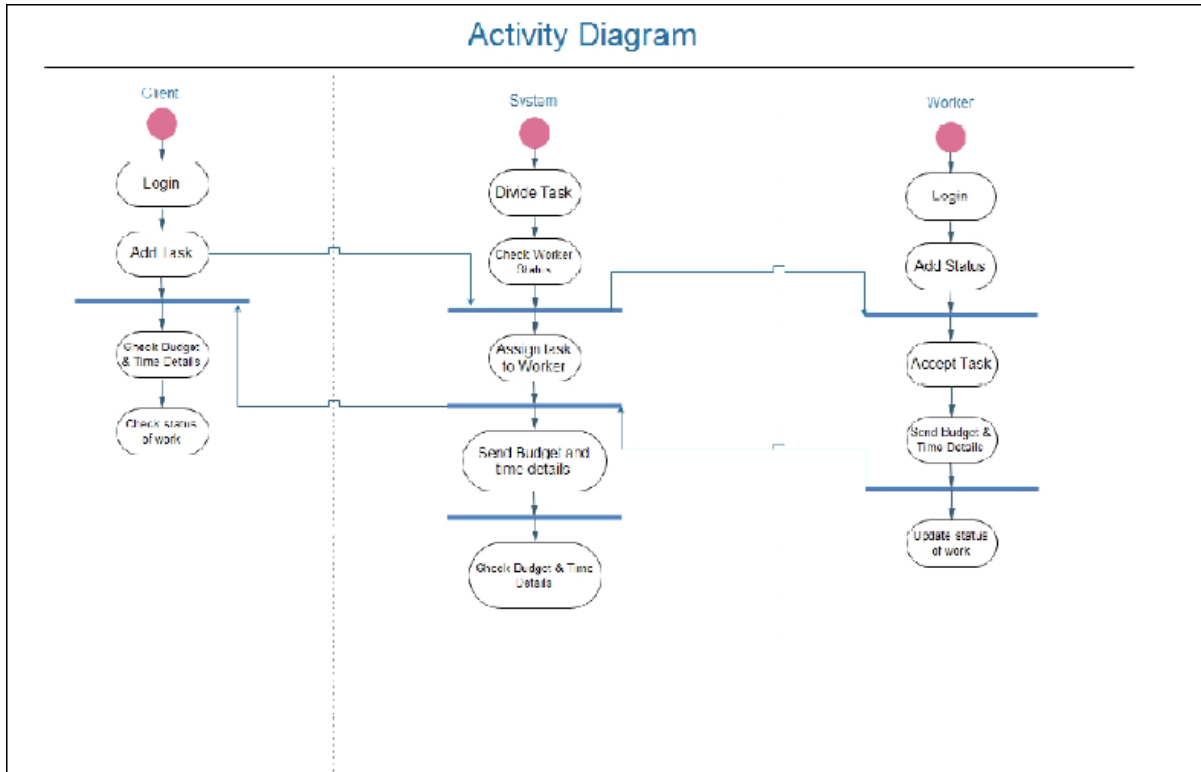 Activity Diagram
Client
System
Worker
Login
Add Task
Check Budget
& Time Details
Check status
of work
Divide Task
Check Worker
Status
Assign task
to Worker
Send Budget and
time details
Check Budget & Time
Details
Login
Add Status
Accept Task
Send Budget &
Time Details
Update status
of work